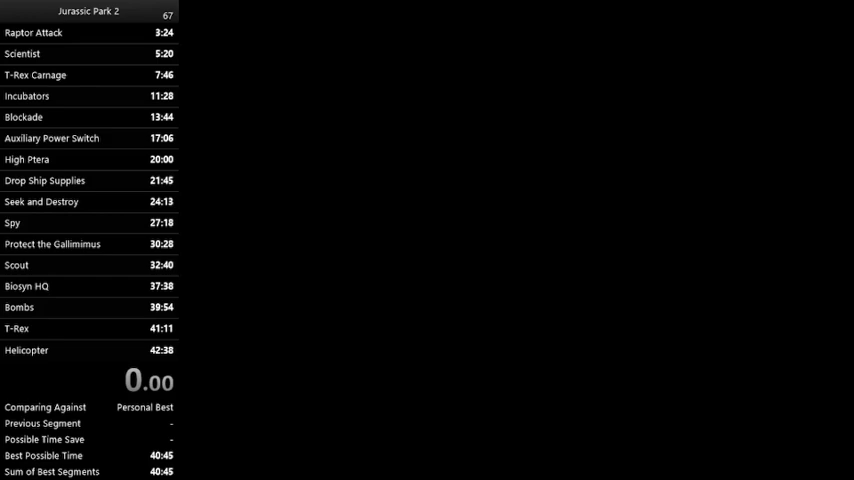 Jurassic Park 2
67
Raptor Attack 3:24
Scientist 5:20
T-Rex Carnage 7:46
Incubators 11:28
Blockade 13:44
Auxiliary Power Switch 17:06
High Ptera 20:00
Drop Ship Supplies 21:45
Seek and Destroy 24:13
Spy 27:18
Protect the Gallimimus 30:28
Scout 32:40
Biosyn HQ 37:38
Bombs 39:54
T-Rex 41:11
Helicopter 42:38
0.00
Comparing Against Personal Best
Previous Segment -
Possible Time Save -
Best Possible Time 40:45
Sum of Best Segments 40:45